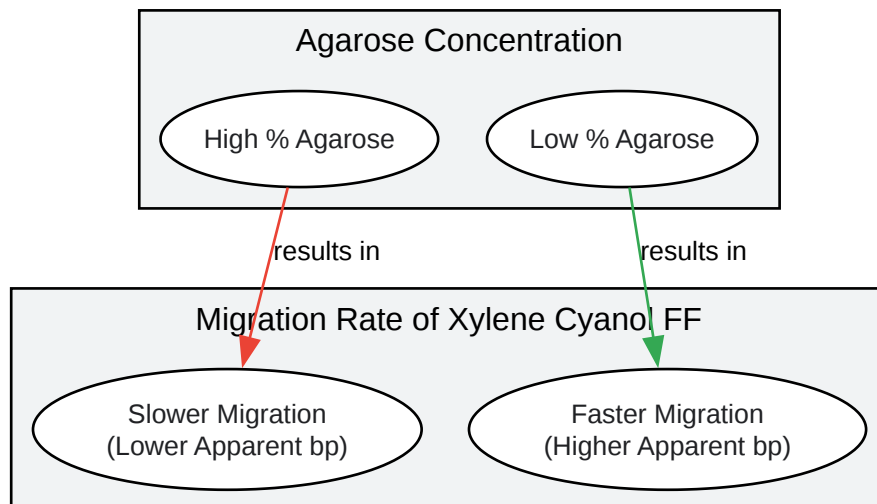 Agarose Concentration
High % Agarose
Low % Agarose
results in
results in
Migration Rate of Xylene Cyanol FF
Slower Migration
(Lower Apparent bp)
Faster Migration
(Higher Apparent bp)